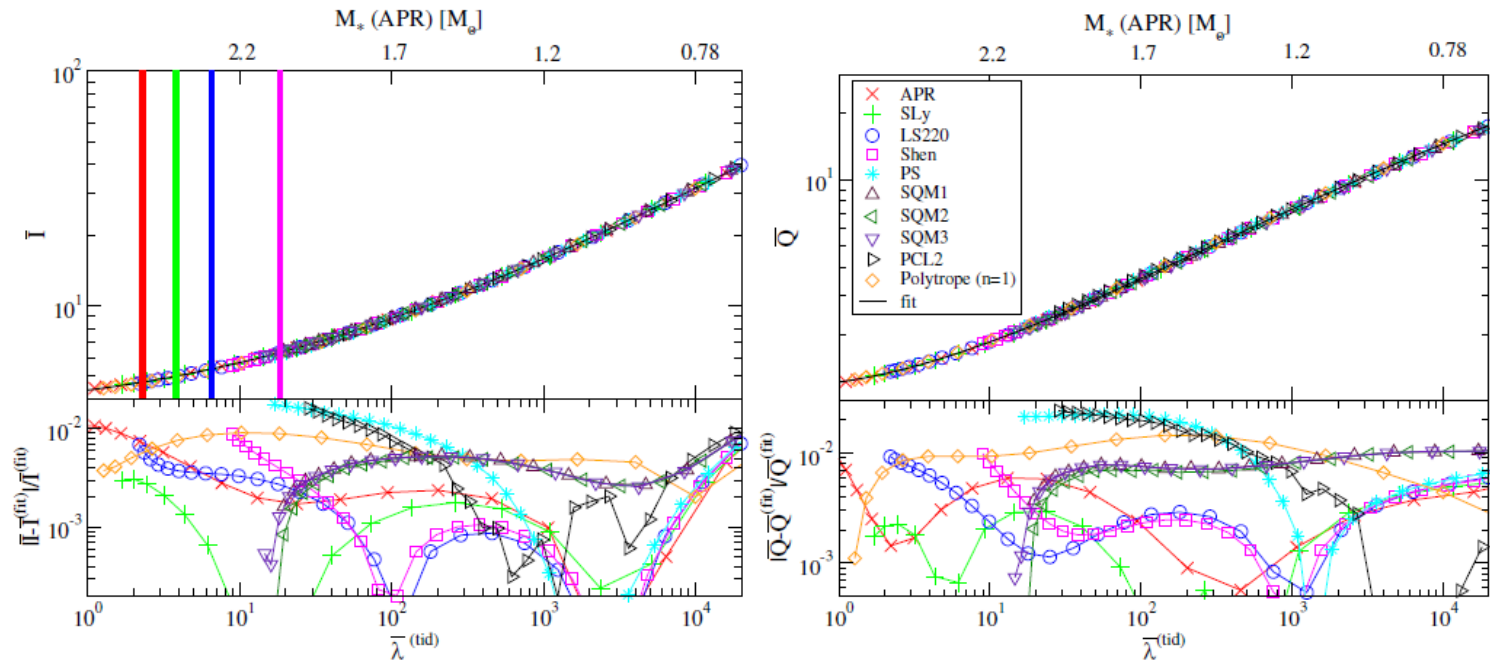 M* (APR) [M⊙]
2.2 1.7 1.2 0.78
10²
10¹
Ī
10⁻²
10⁻³
|Ī-Ī⁽ᶠⁱᵗ⁾|/Ī⁽ᶠⁱᵗ⁾
10⁰ 10¹ 10² 10³ 10⁴
λ̄⁽ᵗⁱᵈ⁾
M* (APR) [M⊙]
2.2 1.7 1.2 0.78
APR
SLy
LS220
Shen
PS
SQM1
SQM2
SQM3
PCL2
Polytrope (n=1)
fit
10¹
Q̄
10⁻²
10⁻³
|Q̄-Q̄⁽ᶠⁱᵗ⁾|/Q̄⁽ᶠⁱᵗ⁾
10⁰ 10¹ 10² 10³ 10⁴
λ̄⁽ᵗⁱᵈ⁾